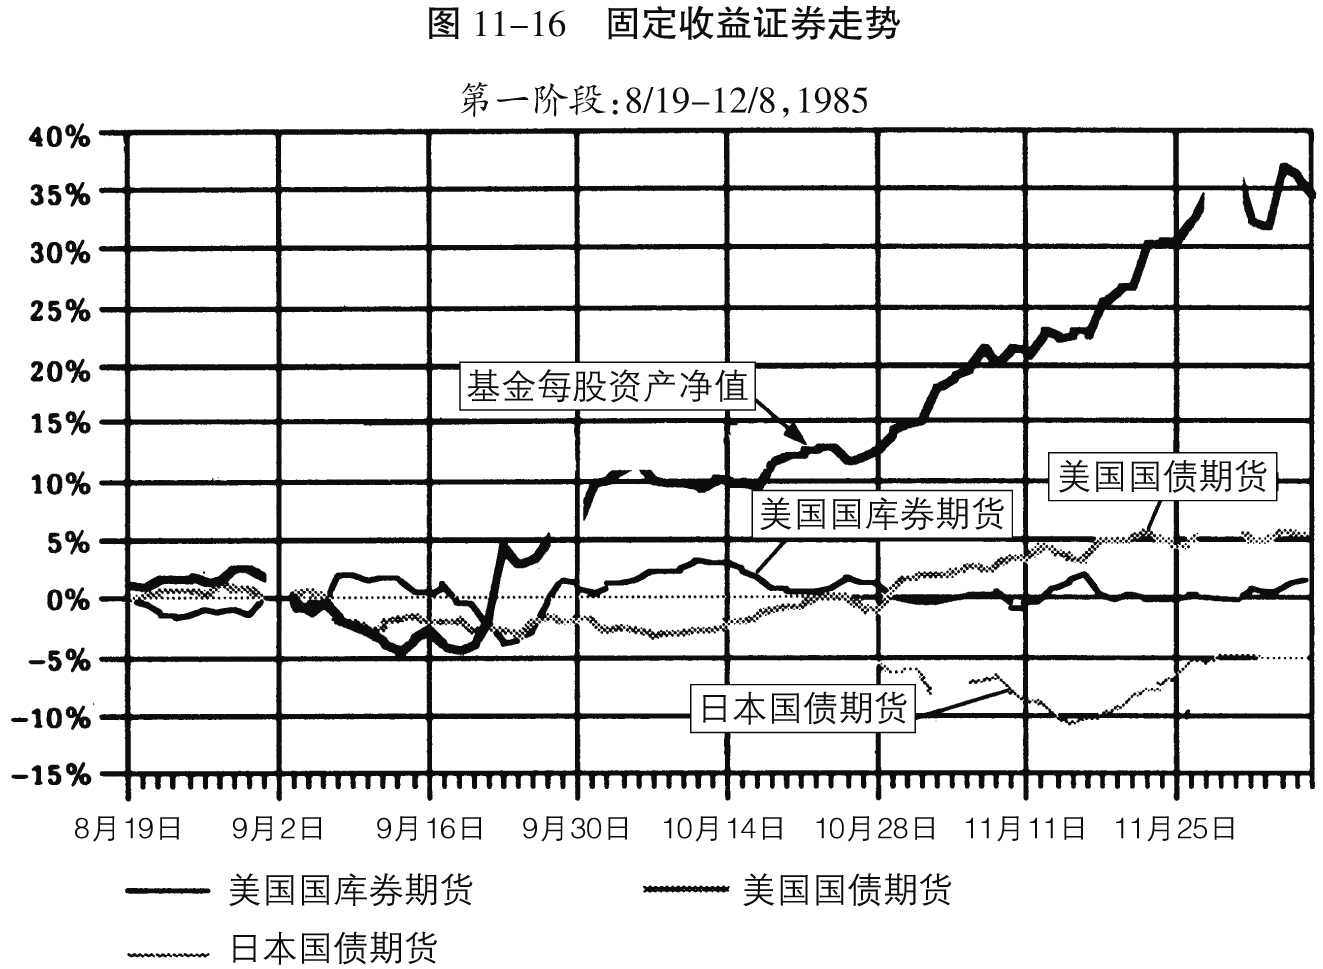 图 11–16 固定收益证券走势
第一阶段:8/19–12/8,1985
40%
35%
30%
25%
20%
15%
10%
5%
0%
−5%
−10%
−15%
基金每股资产净值
美国国债期货
美国国库券期货
日本国债期货
8月19日 9月2日 9月16日 9月30日 10月14日 10月28日 11月11日 11月25日
美国国库券期货 美国国债期货
日本国债期货